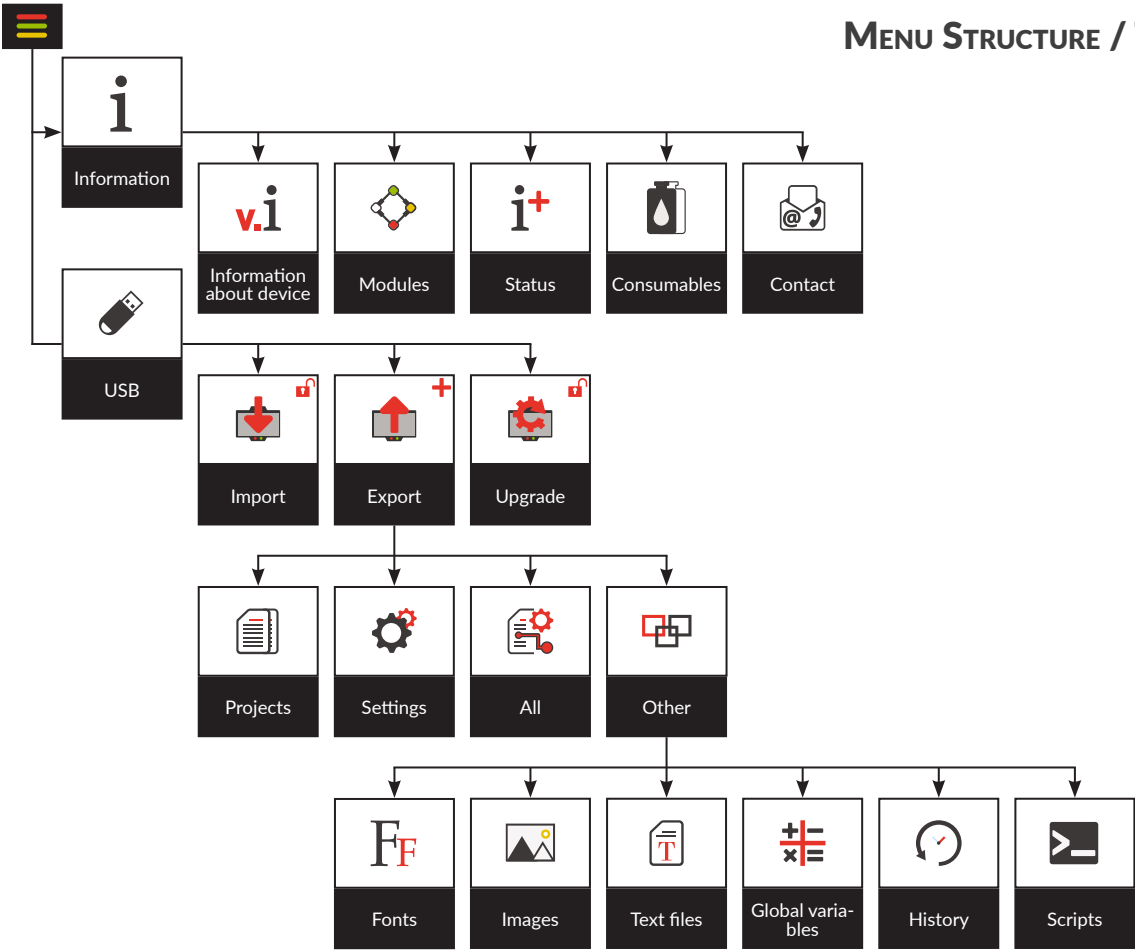 MENU STRUCTURE /
Information
v.i
i+
Information
about device
Modules
Status
Consumables
Contact
USB
Import
Export
Upgrade
Projects
Settings
All
Other
Fonts
Images
Text files
Global varia-
bles
History
Scripts